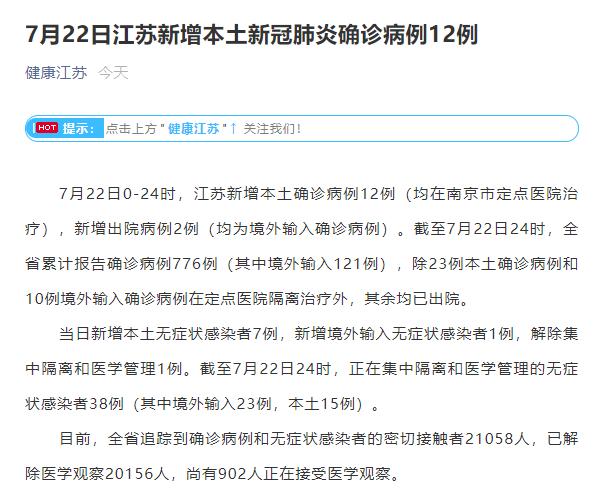 7月22日江苏新增本土新冠肺炎确诊病例12例
健康江苏 今天
HOT 提示：点击上方"健康江苏"↑ 关注我们！
7月22日0-24时，江苏新增本土确诊病例12例（均在南京市定点医院治
疗），新增出院病例2例（均为境外输入确诊病例）。截至7月22日24时，全
省累计报告确诊病例776例（其中境外输入121例），除23例本土确诊病例和
10例境外输入确诊病例在定点医院隔离治疗外，其余均已出院。
当日新增本土无症状感染者7例，新增境外输入无症状感染者1例，解除集
中隔离和医学管理1例。截至7月22日24时，正在集中隔离和医学管理的无症
状感染者38例（其中境外输入23例，本土15例）。
目前，全省追踪到确诊病例和无症状感染者的密切接触者21058人，已解
除医学观察20156人，尚有902人正在接受医学观察。